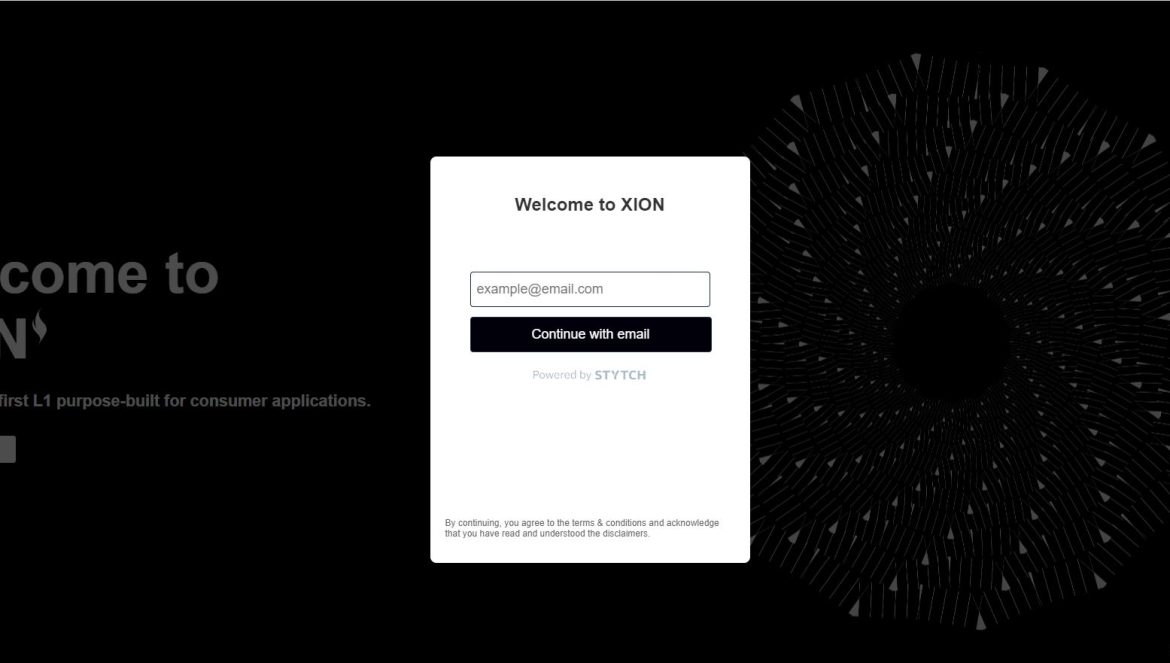 Welcome to XION
example@email.com
Continue with email
Powered by STYTCH
By continuing, you agree to the terms & conditions and acknowledge
that you have read and understood the disclaimers.
come to
N
first L1 purpose-built for consumer applications.